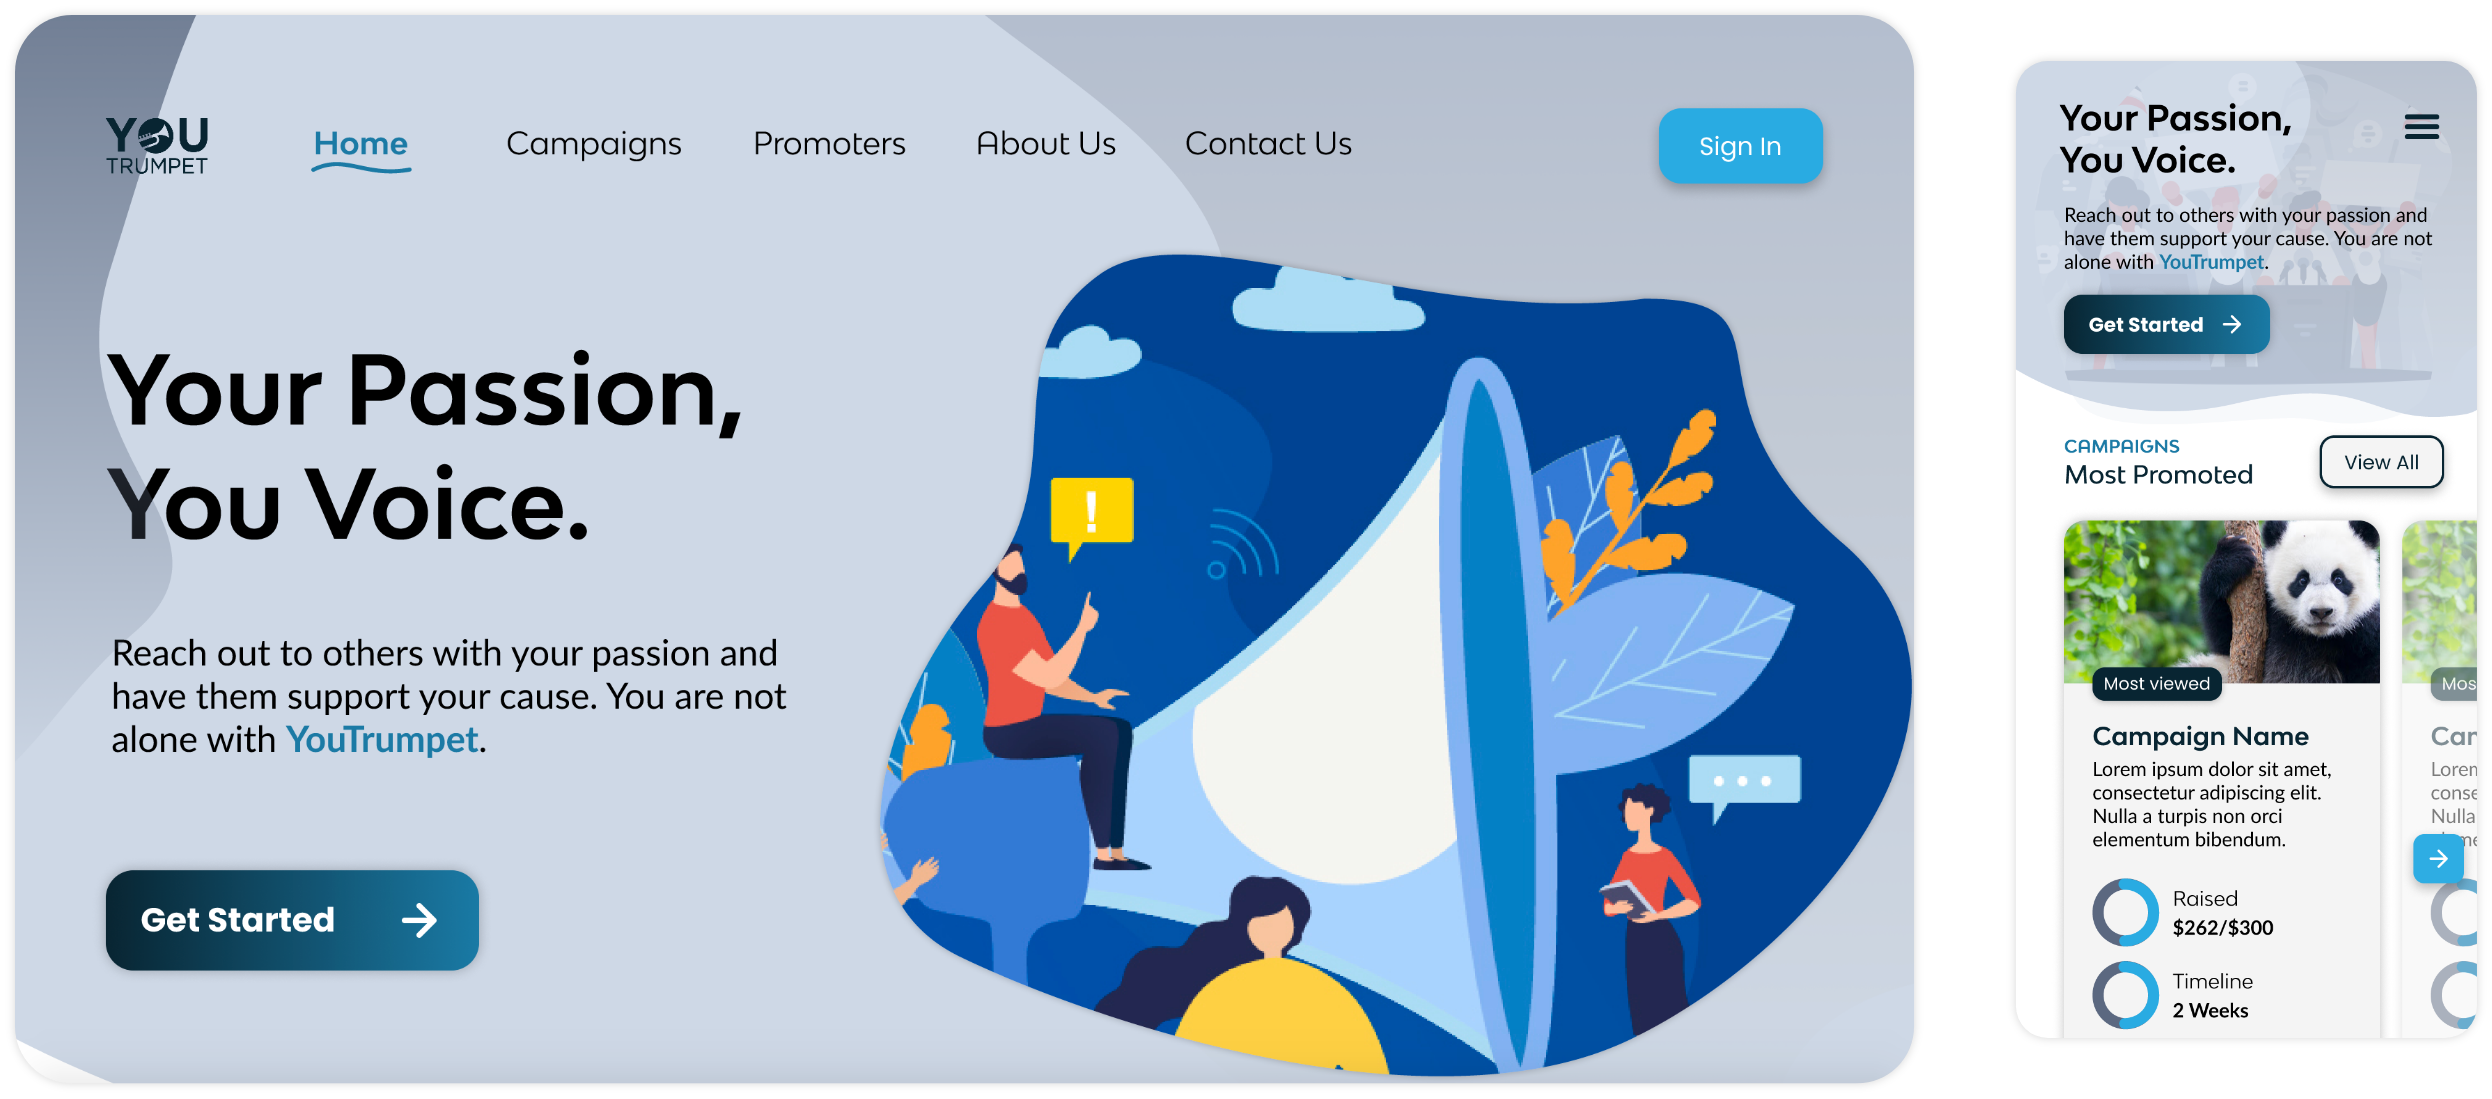 YOU
TRUMPET
Home
Campaigns
Promoters
About Us
Contact Us
Sign In
Your Passion,
You Voice.
Reach out to others with your passion and
have them support your cause. You are not
alone with YouTrumpet.
Get Started
!
Your Passion,
You Voice.
Reach out to others with your passion and
have them support your cause. You are not
alone with YouTrumpet.
Get Started
CAMPAIGNS
Most Promoted
View All
Most viewed
Campaign Name
Lorem ipsum dolor sit amet,
consectetur adipiscing elit.
Nulla a turpis non orci
elementum bibendum.
Raised
$262/$300
Timeline
2 Weeks
Mos
Car
Lorem
conse
Nulla